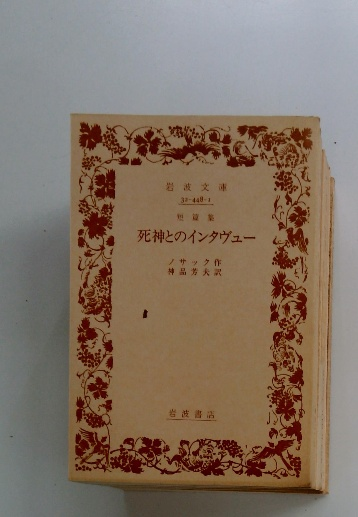 岩波文庫
32-448-1
短篇集
死神とのインタヴュー
ノサック作
神品芳夫訳
岩波書店